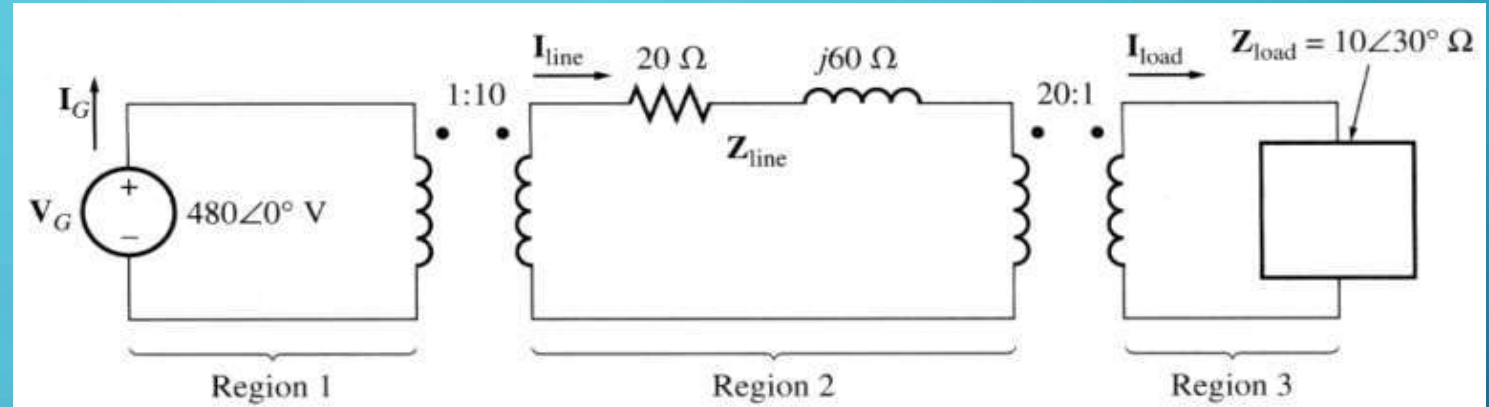 I_G
V_G
+
−
480∠0° V
1:10
I_line
20 Ω
j60 Ω
Z_line
20:1
I_load
Z_load = 10∠30° Ω
Region 1
Region 2
Region 3